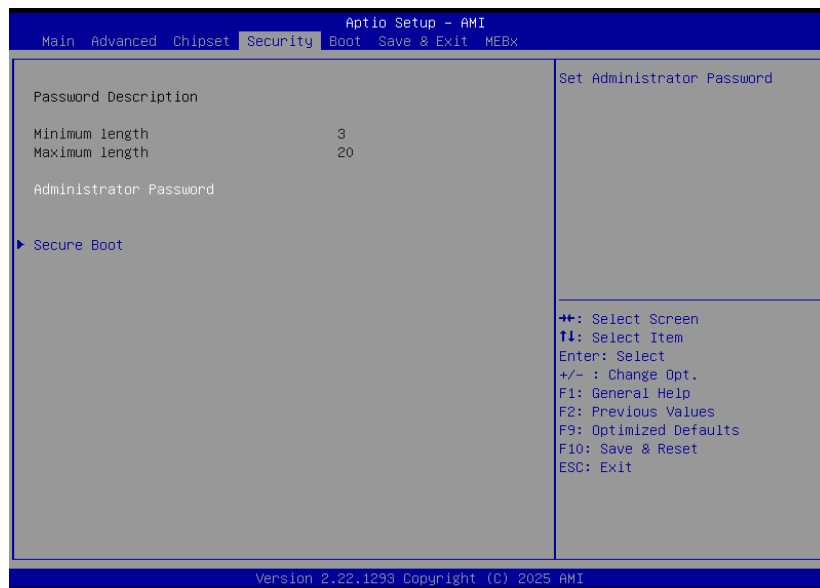 Aptio Setup - AMI
Main Advanced Chipset Security Boot Save & Exit MEBx
Password Description
Minimum length 3
Maximum length 20
Administrator Password
Secure Boot
Set Administrator Password
→←: Select Screen
↑↓: Select Item
Enter: Select
+/- : Change Opt.
F1: General Help
F2: Previous Values
F9: Optimized Defaults
F10: Save & Reset
ESC: Exit
Version 2.22.1293 Copyright (C) 2025 AMI